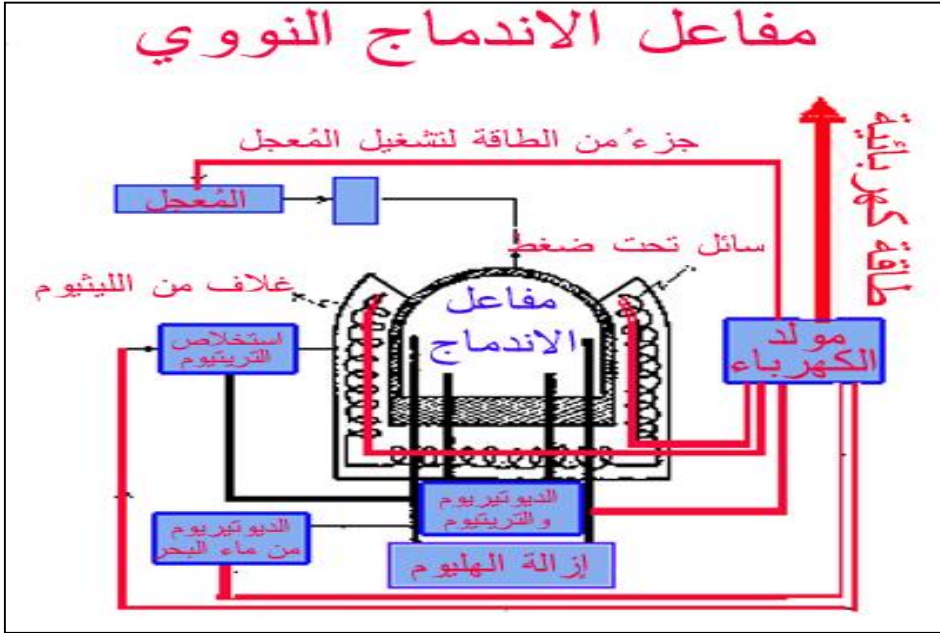 مفاعل الاندماج النووي
جزءُ من الطاقة لتشغيل المُعجل
طاقة كهربائية
المُعجل
سائل تحت ضغط
غلاف من الليثيوم
مفاعل
الاندماج
مولد
الكهرباء
استخلاص
التريتيوم
الديوتيريوم
والتريتيوم
الديوتيريوم
من ماء البحر
إزالة الهليوم